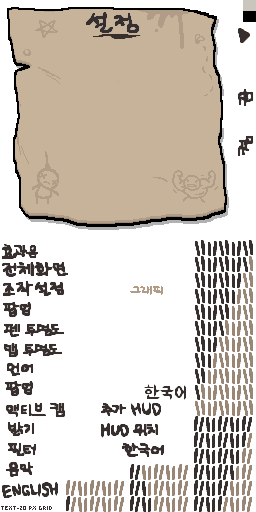 설정
효과음
전체화면
조작 설정 그래픽
팝업
펜 투명도
맵 투명도
언어
팝업 한국어
액티브 캠 추가 HUD
밝기 HUD 위치
필터 한국어
음악
ENGLISH
TEXT-20 PX GRID